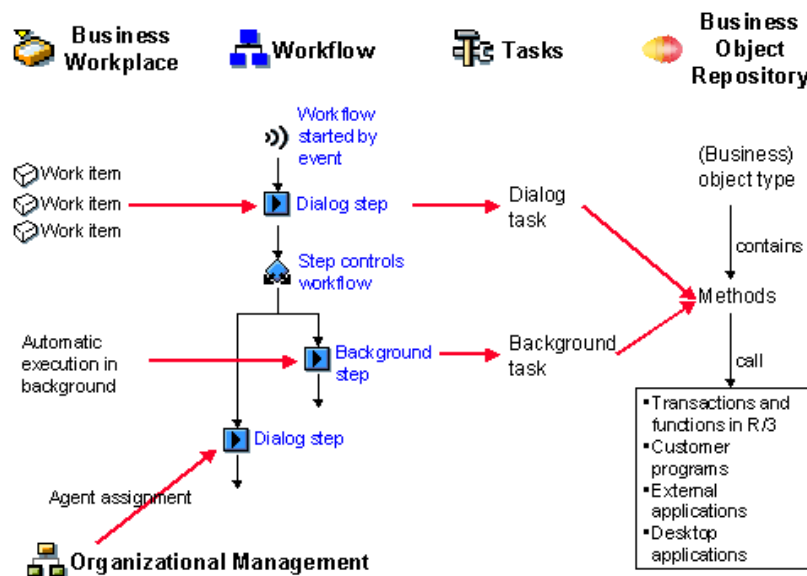 Business
Workplace
Workflow
Tasks
Business
Object
Repository
Workflow
started by
event
(Business)
object type
Work item
Work item
Work item
Dialog step
Dialog
task
contains
Step controls
workflow
Methods
Automatic
execution in
background
Background
step
Background
task
call
Dialog step
▪Transactions and
functions in R/3
▪Customer
programs
▪External
applications
▪Desktop
applications
Agent assignment
Organizational Management